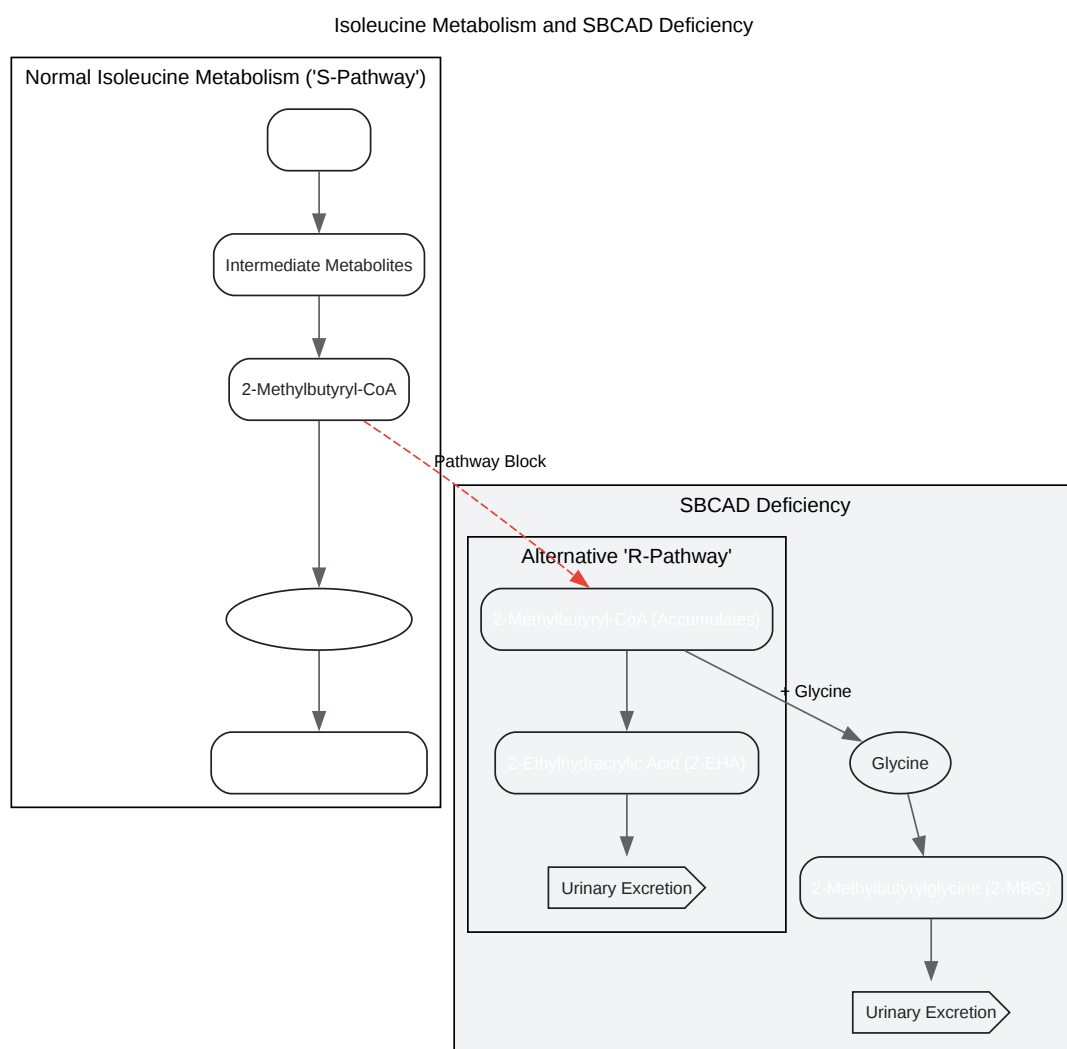 Isoleucine Metabolism and SBCAD Deficiency
Normal Isoleucine Metabolism ('S-Pathway')
Intermediate Metabolites
2-Methylbutyryl-CoA
Pathway Block
SBCAD Deficiency
Alternative 'R-Pathway'
2-Methylbutyryl-CoA (Accumulates)
+ Glycine
2-Ethylhydracrylic Acid (2-EHA)
Glycine
Urinary Excretion
2-Methylbutyrylglycine (2-MBG)
Urinary Excretion